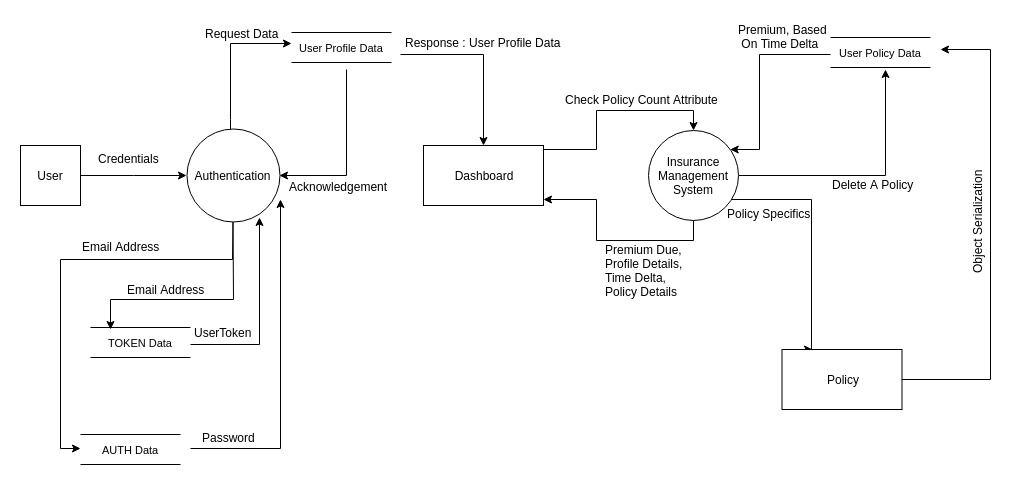 Request Data
User Profile Data
Response : User Profile Data
Premium, Based
On Time Delta
User Policy Data
Check Policy Count Attribute
Credentials
User
Authentication
Acknowledgement
Dashboard
Insurance
Management
System
Delete A Policy
Policy Specifics
Object Serialization
Email Address
Premium Due,
Profile Details,
Time Delta,
Policy Details
Email Address
UserToken
TOKEN Data
Policy
Password
AUTH Data